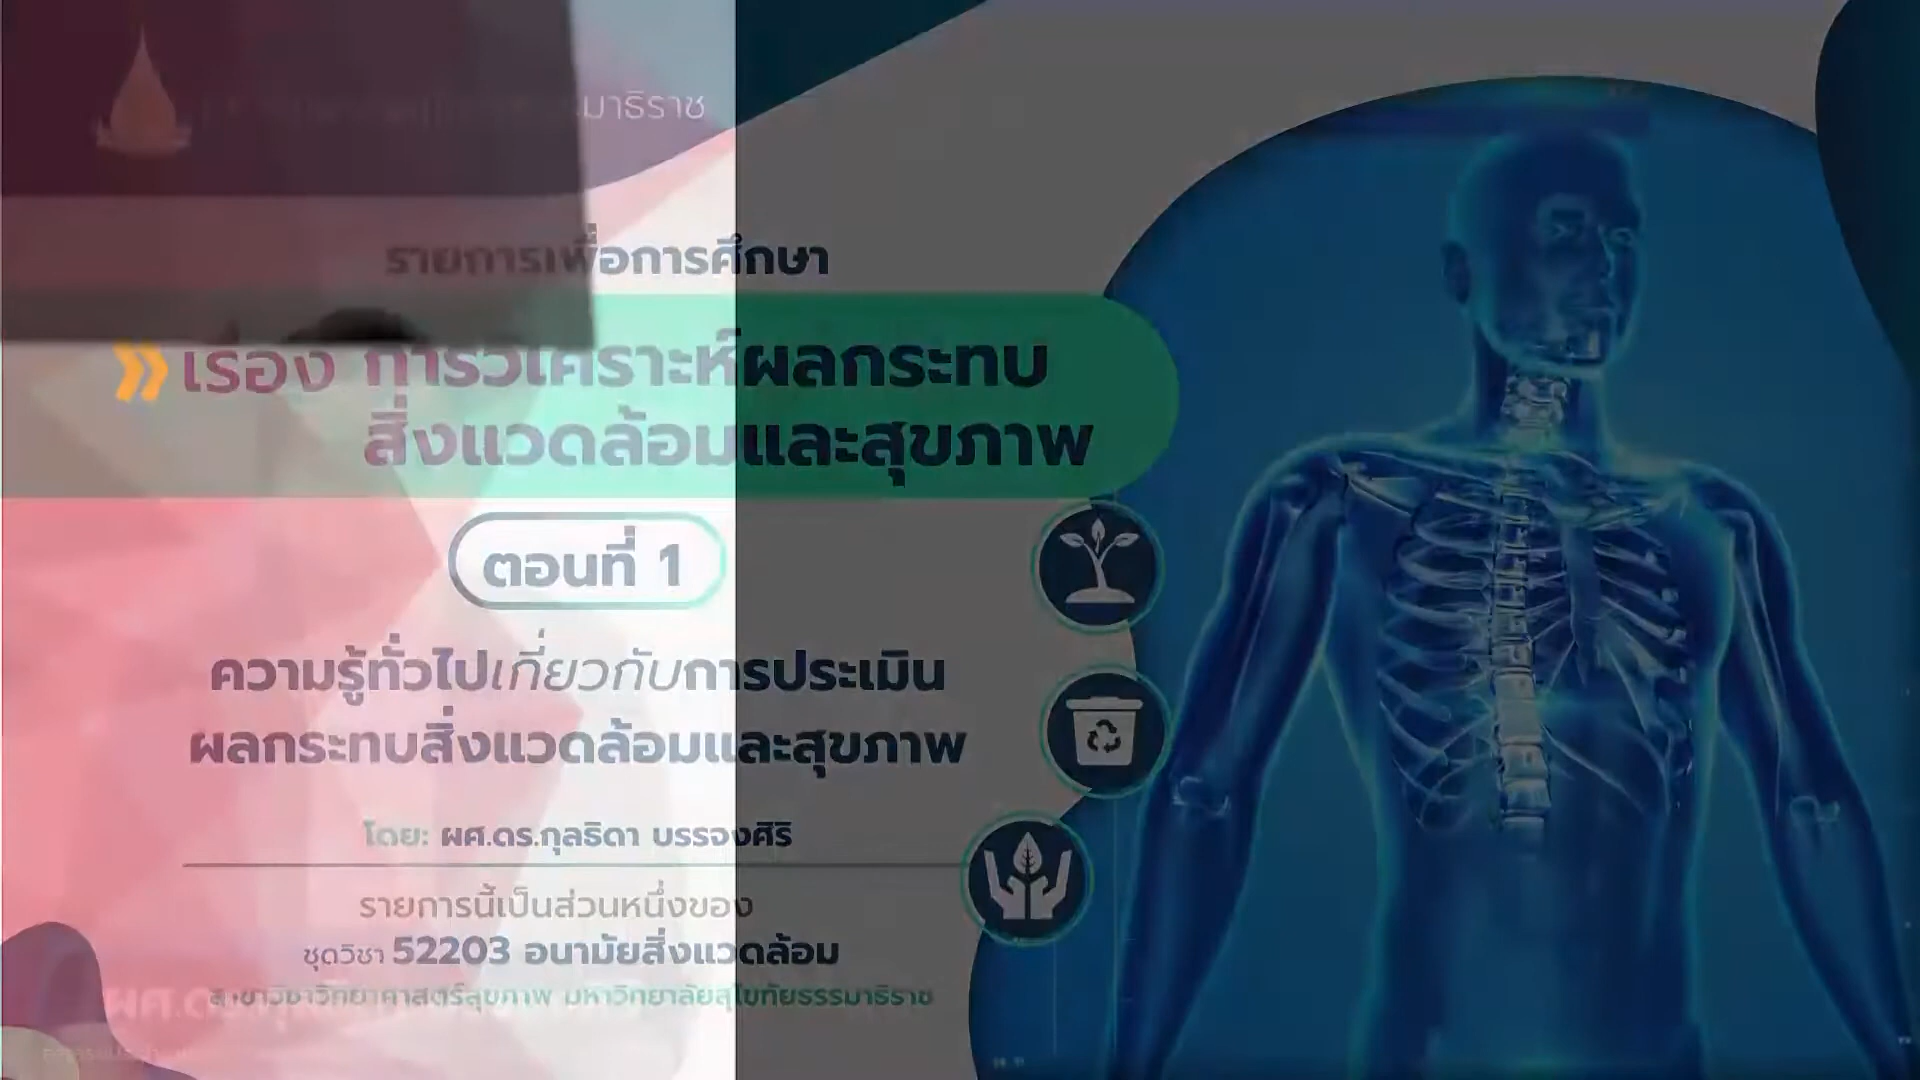 มาธิราช
รายการเพื่อการศึกษา
เรื่อง การวิเคราะห์ผลกระทบ
สิ่งแวดล้อมและสุขภาพ
ตอนที่ 1
ความรู้ทั่วไปเกี่ยวกับการประเมิน
ผลกระทบสิ่งแวดล้อมและสุขภาพ
โดย: ผศ.ดร.กุลธิดา บรรจงศิริ
รายการนี้เป็นส่วนหนึ่งของ
ชุดวิชา 52203 อนามัยสิ่งแวดล้อม
สาขาวิชาวิทยาศาสตร์สุขภาพ มหาวิทยาลัยสุโขทัยธรรมาธิราช
ผศ.ดร.